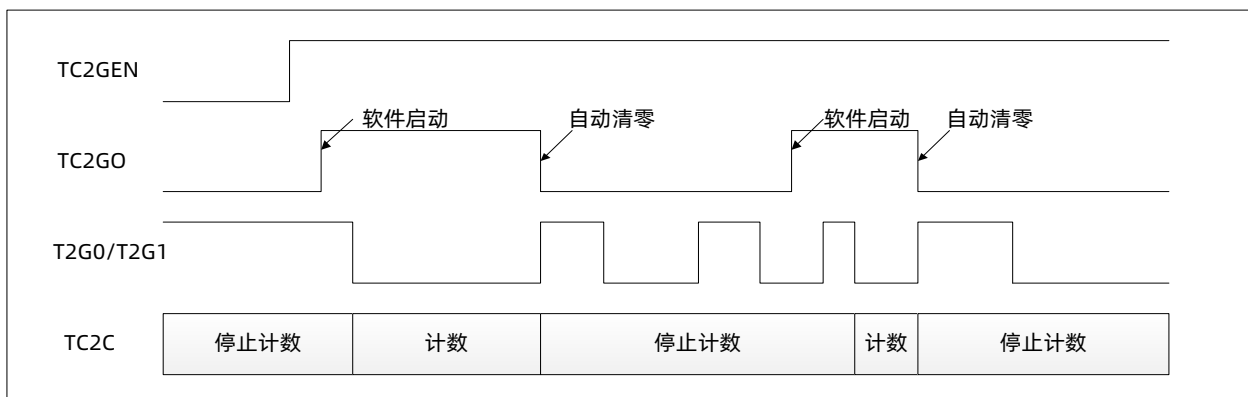 TC2GEN
软件启动 自动清零 软件启动 自动清零
TC2GO
T2G0/T2G1
TC2C 停止计数 计数 停止计数 计数 停止计数